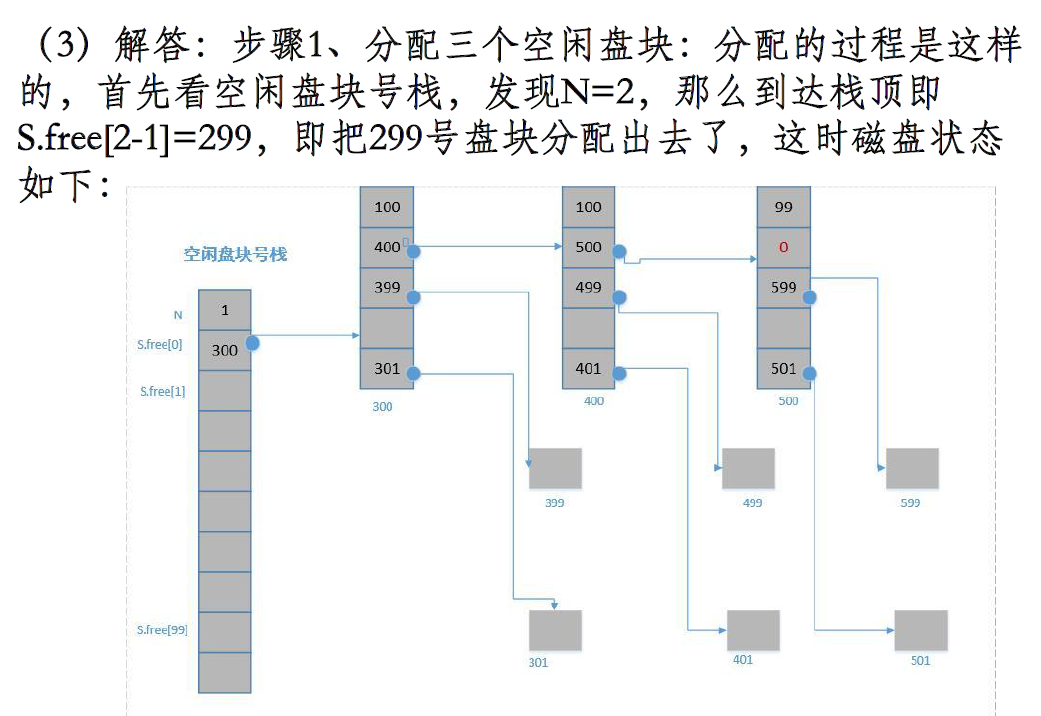 （3）解答：步骤1、分配三个空闲盘块：分配的过程是这样
的，首先看空闲盘块号栈，发现N=2，那么到达栈顶即
S.free[2-1]=299，即把299号盘块分配出去了，这时磁盘状态
如下：
空闲盘块号栈
N
1
S.free[0]
300
S.free[1]
S.free[99]
100
400
399
301
300
100
500
499
401
400
99
0
599
501
500
399
499
599
301
401
501